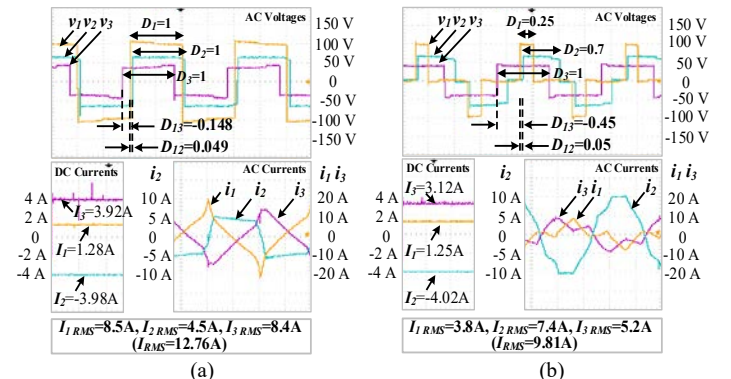 v1 v2 v3
D1=1
AC Voltages
D2=1
D3=1
D13=-0.148
D12=0.049
150 V
100 V
50 V
0
-50 V
-100 V
-150 V
DC Currents
4 A
2 A
0
-2 A
-4 A
I3=3.92A
I1=1.28A
I2=-3.98A
i2
10 A
5 A
0
-5 A
-10 A
AC Currents
i1
i2
i3
i1 i3
20 A
10 A
0
-10 A
-20 A
I1 RMS=8.5A, I2 RMS=4.5A, I3 RMS=8.4A
(IRMS=12.76A)
(a)
v1 v2 v3
D1=0.25
AC Voltages
D2=0.7
D3=1
D13=-0.45
D12=0.05
150 V
100 V
50 V
0
-50 V
-100 V
-150 V
DC Currents
4 A
2 A
0
-2 A
-4 A
I3=3.12A
I1=1.25A
I2=-4.02A
i2
10 A
5 A
0
-5 A
-10 A
AC Currents
i3
i1
i2
i1 i3
20 A
10 A
0
-10 A
-20 A
I1 RMS=3.8A, I2 RMS=7.4A, I3 RMS=5.2A
(IRMS=9.81A)
(b)